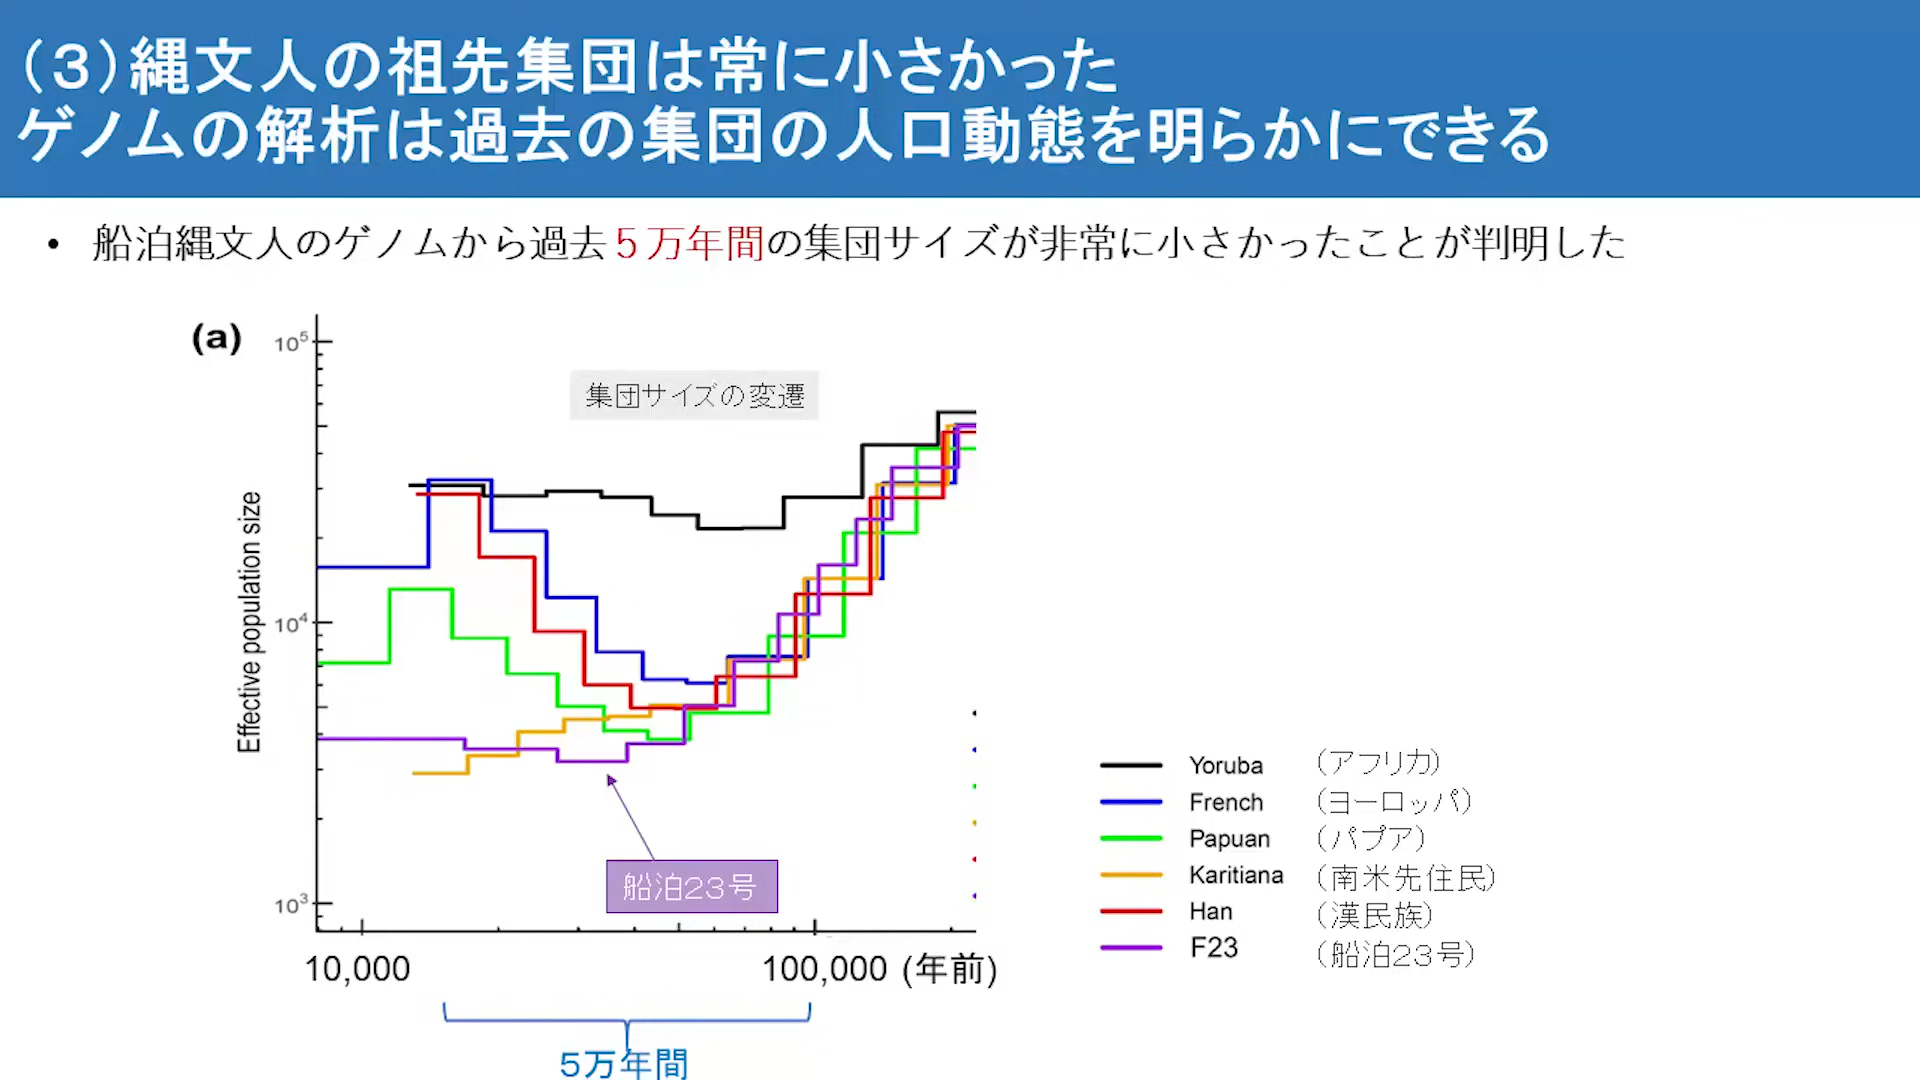 （３）縄文人の祖先集団は常に小さかった
ゲノムの解析は過去の集団の人口動態を明らかにできる
• 船泊縄文人のゲノムから過去５万年間の集団サイズが非常に小さかったことが判明した
(a)
集団サイズの変遷
Effective population size
10⁵
10⁴
10³
船泊23号
10,000
100,000 (年前)
５万年間
Yoruba （アフリカ）
French （ヨーロッパ）
Papuan （パプア）
Karitiana （南米先住民）
Han （漢民族）
F23 （船泊23号）